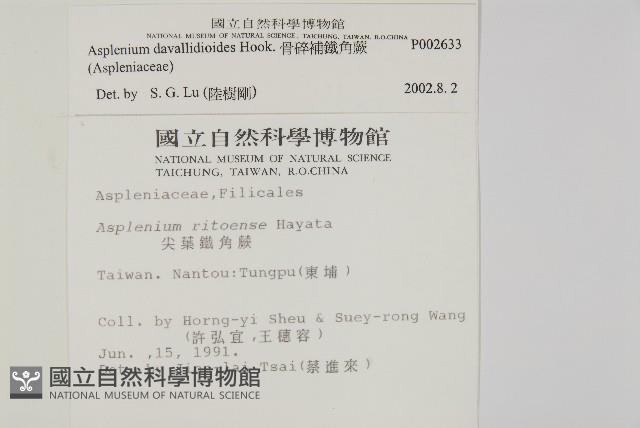 國立自然科學博物館
NATIONAL MUSEUM OF NATURAL SCIENCE, TAICHUNG, TAIWAN, R.O.CHINA
Asplenium davallidioides Hook. 骨碎補鐵角蕨 P002633
(Aspleniaceae)
Det. by S. G. Lu (陸樹剛) 2002.8. 2
國立自然科學博物館
NATIONAL MUSEUM OF NATURAL SCIENCE
TAICHUNG, TAIWAN, R.O.CHINA
Aspleniaceae,Filicales
Asplenium ritoense Hayata
尖葉鐵角蕨
Taiwan. Nantou:Tungpu(東埔)
Coll. by Horng-yi Sheu & Suey-rong Wang
(許弘宜,王穗容)
Jun. ,15, 1991.
Tsai(蔡進來)
國立自然科學博物館
NATIONAL MUSEUM OF NATURAL SCIENCE